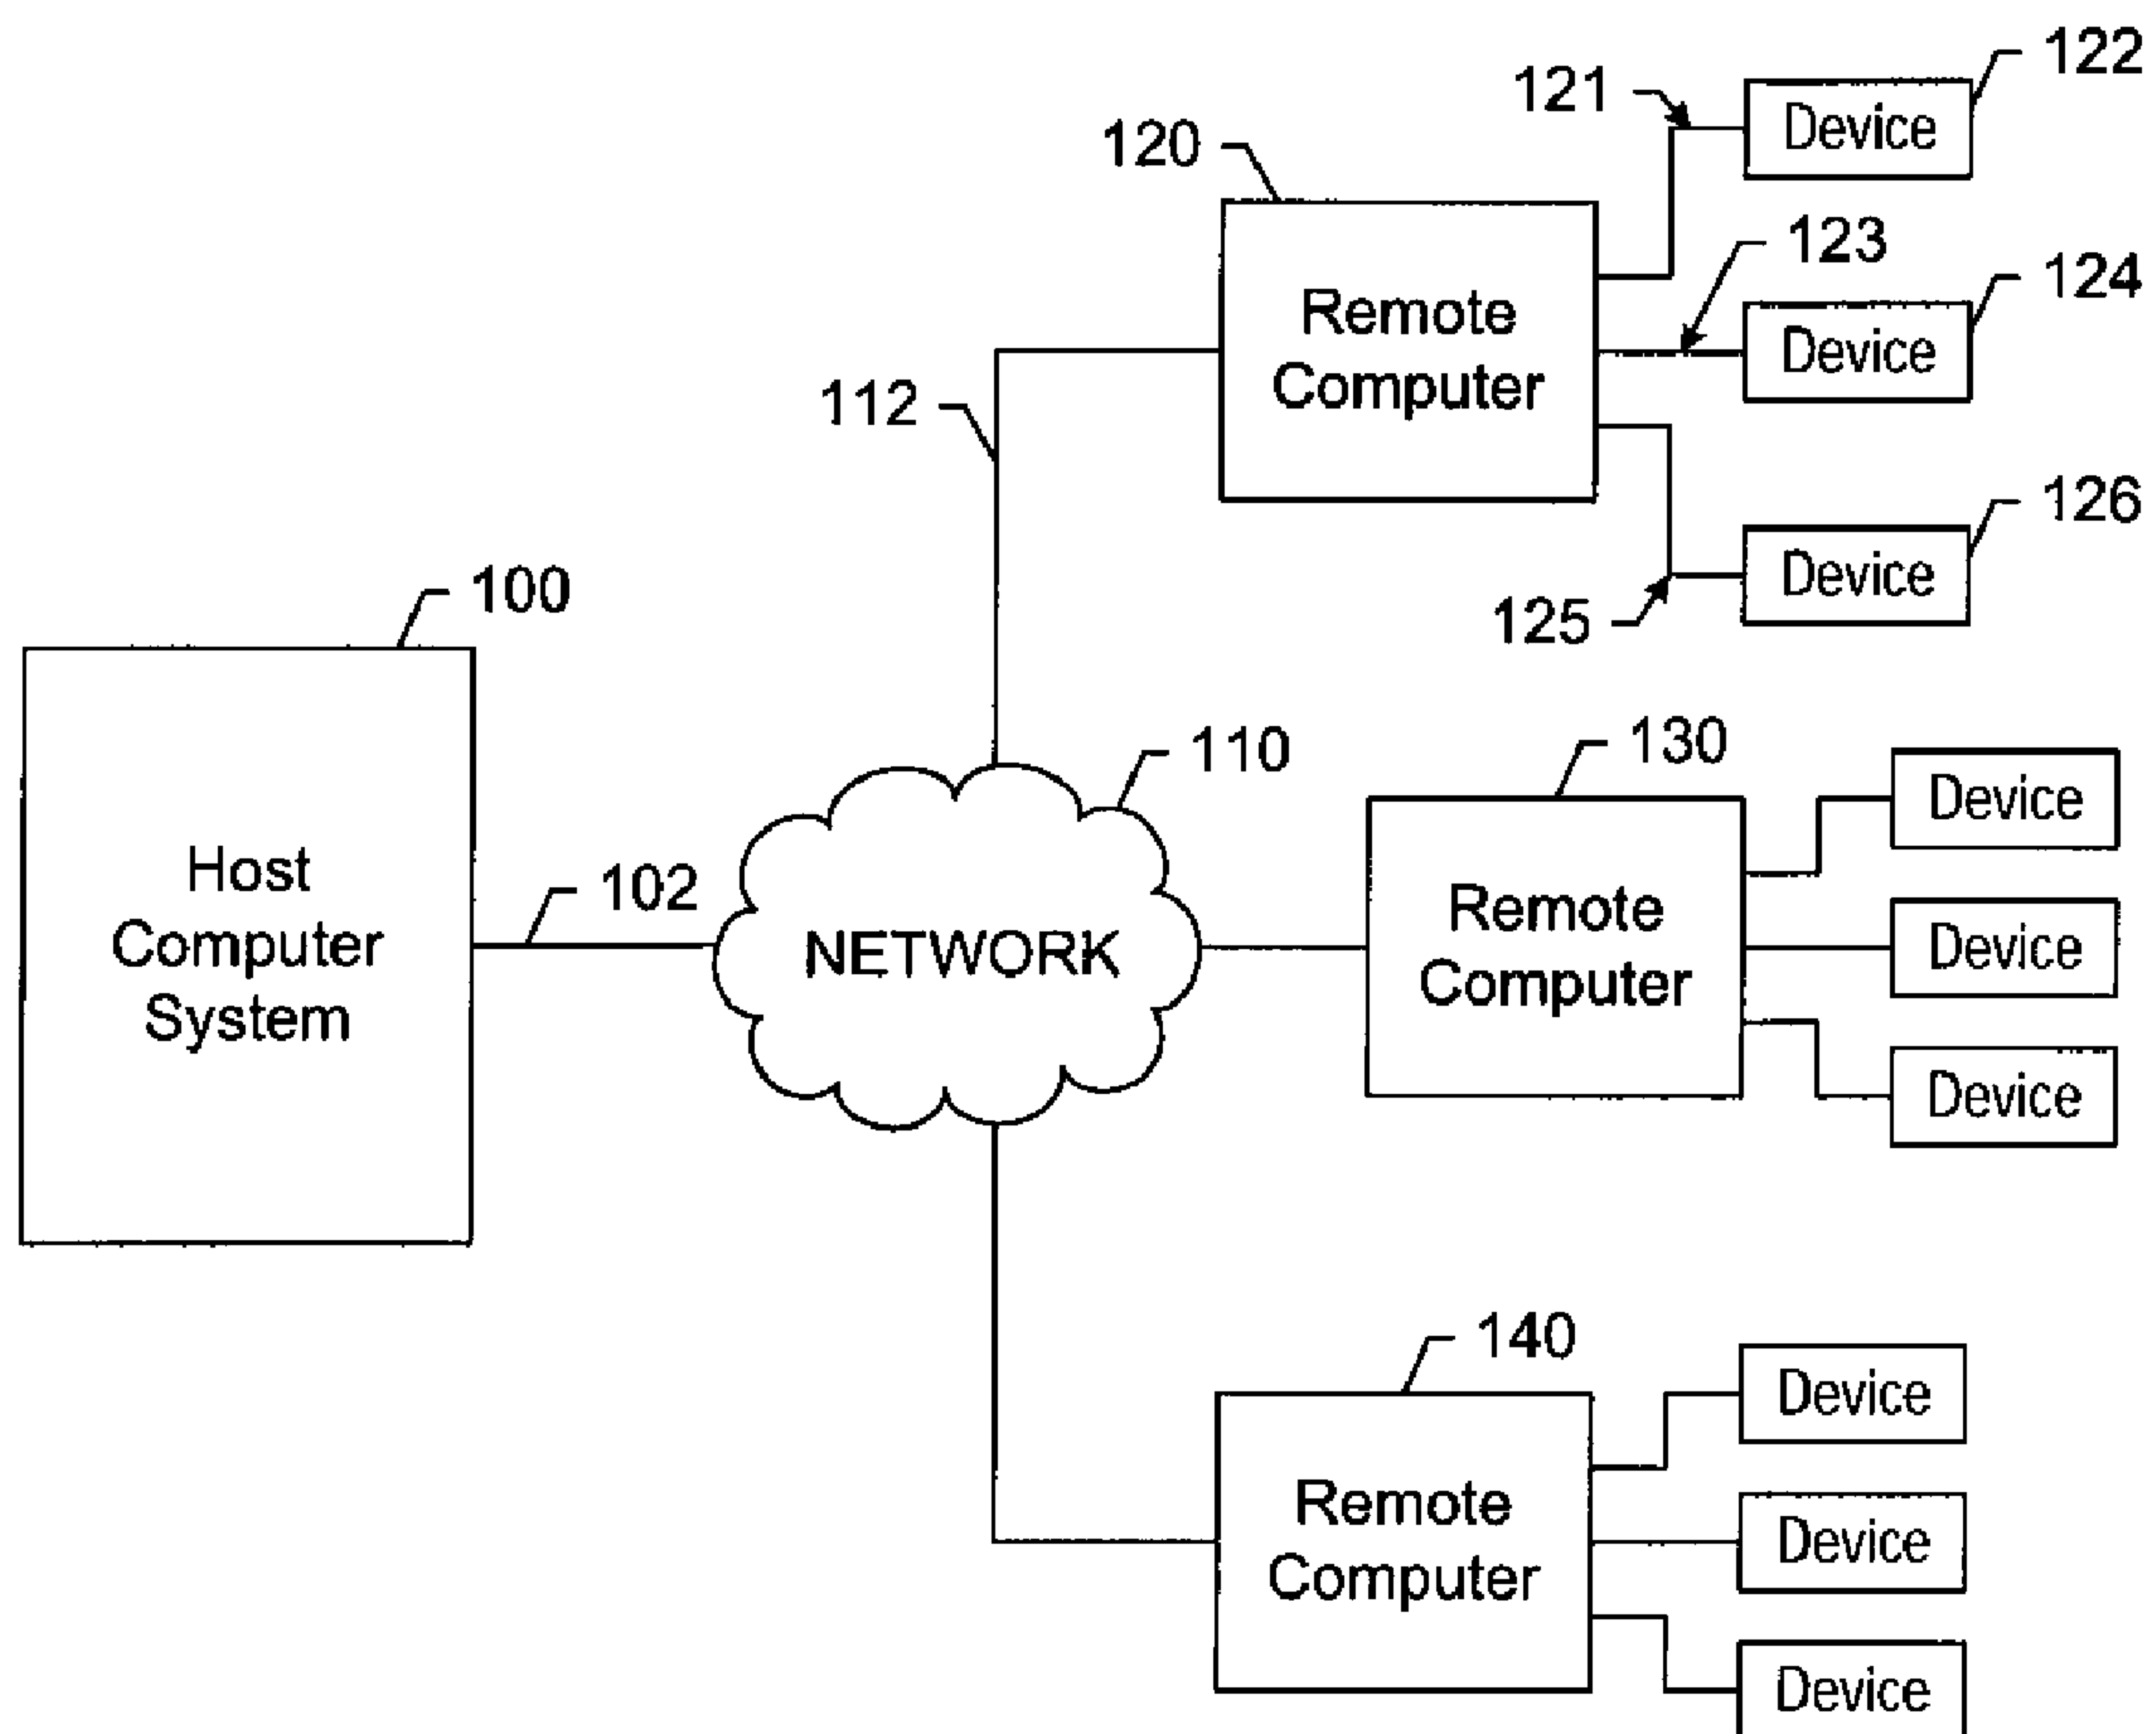 122
121
Device
120
123
124
Remote
Computer
Device
112
126
Device
125
100
110
130
Device
Host
Computer
System
102
NETWORK
Remote
Computer
Device
Device
140
Device
Remote
Computer
Device
Device